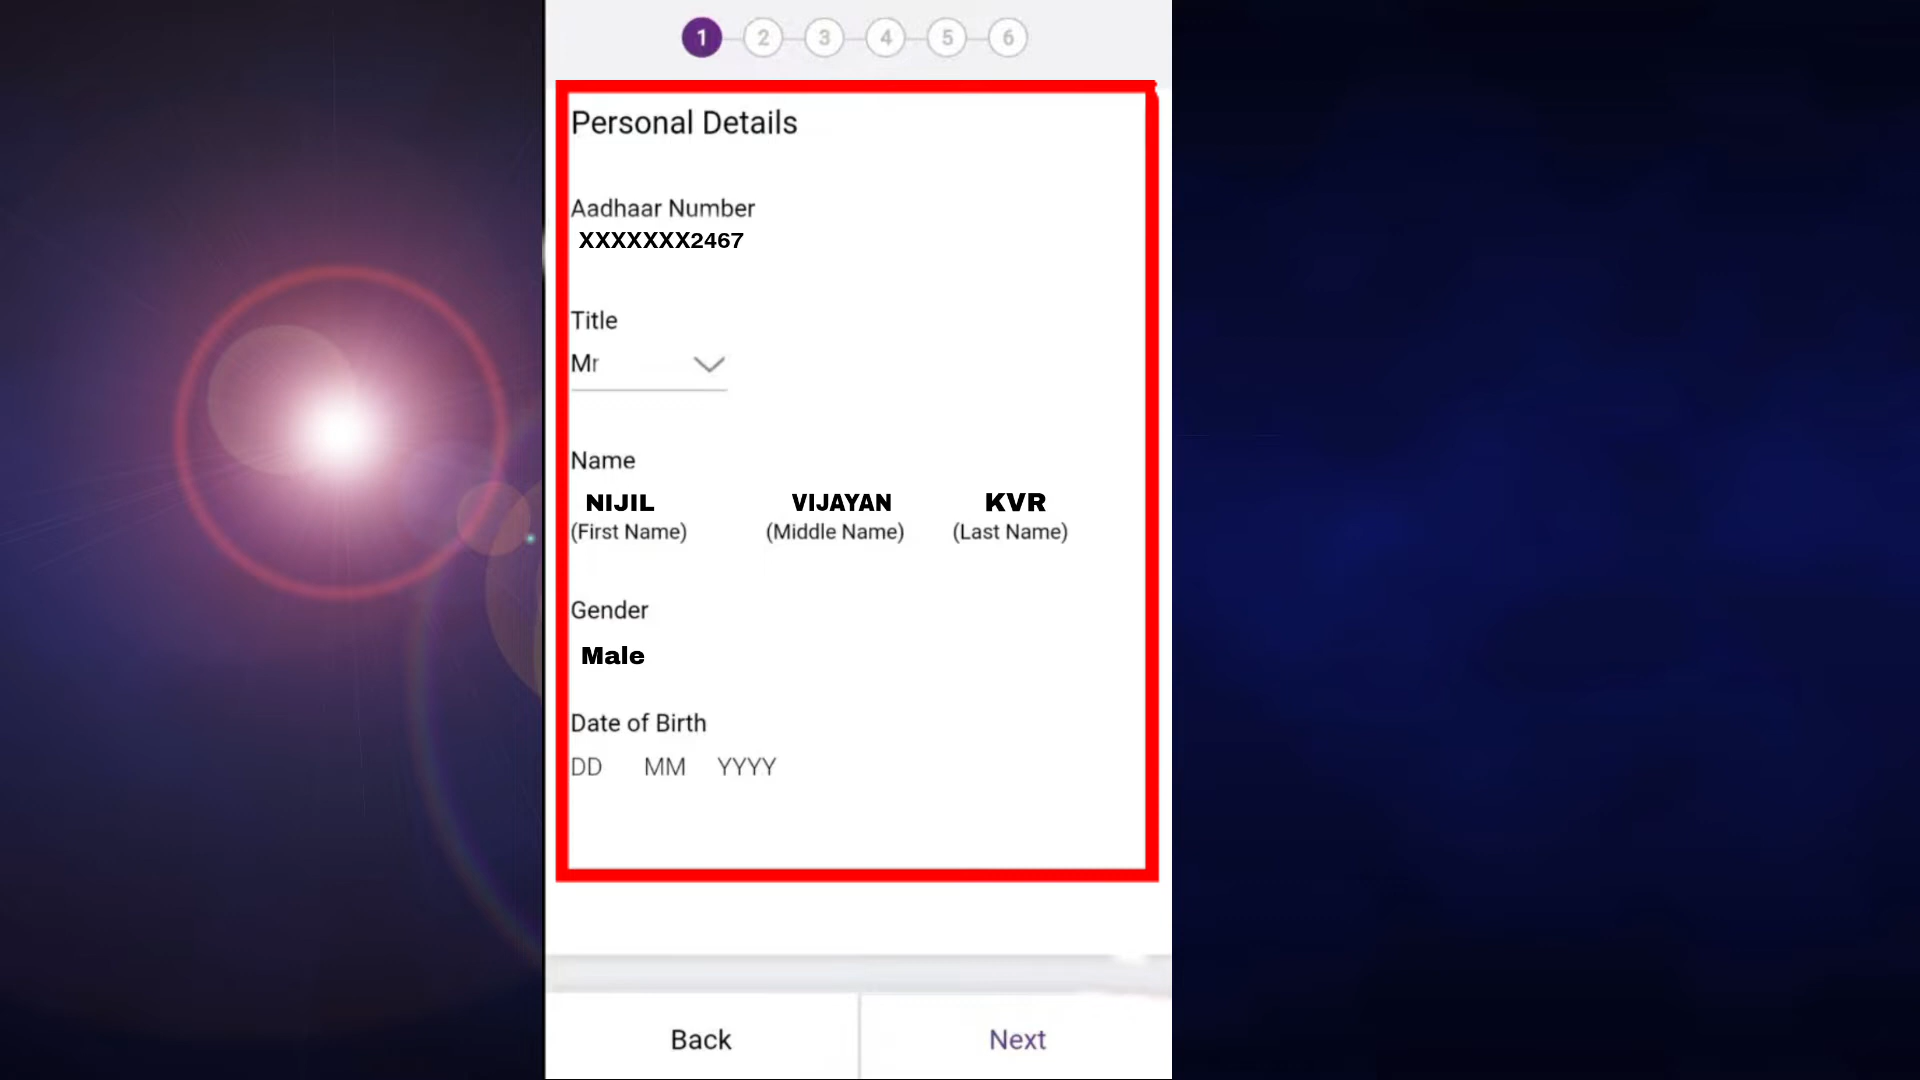 1 2 3 4 5 6
Personal Details
Aadhaar Number
XXXXXXX2467
Title
Mr
Name
NIJIL VIJAYAN KVR
(First Name) (Middle Name) (Last Name)
Gender
Male
Date of Birth
DD MM YYYY
Back Next